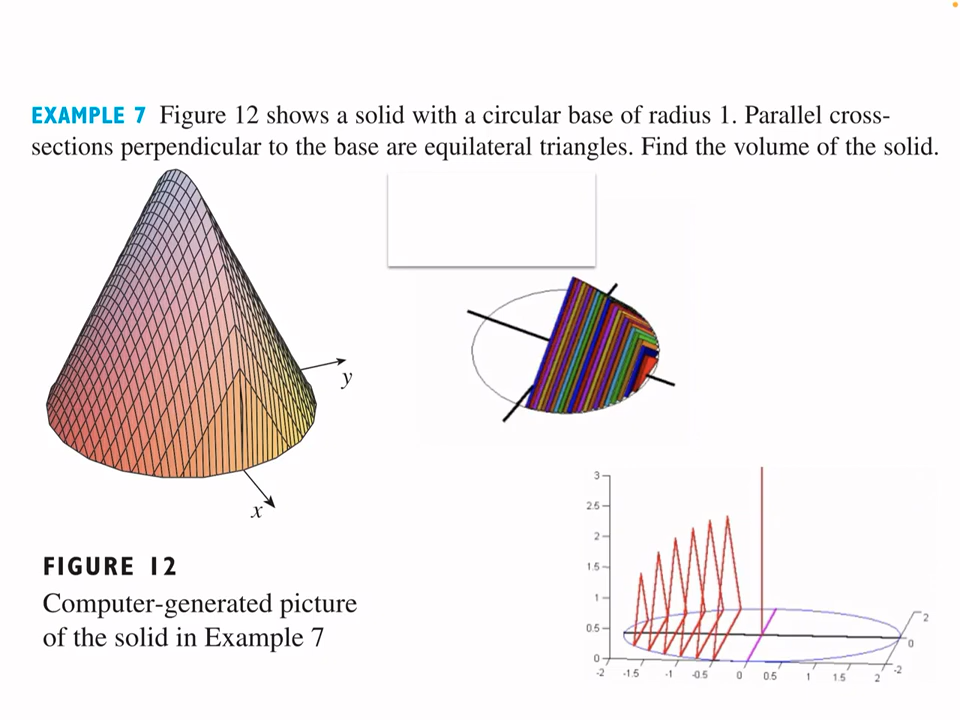 EXAMPLE 7 Figure 12 shows a solid with a circular base of radius 1. Parallel cross-
sections perpendicular to the base are equilateral triangles. Find the volume of the solid.
y
x
FIGURE 12
Computer-generated picture
of the solid in Example 7
3
2.5
2
1.5
1
0.5
0
-2 -1.5 -1 -0.5 0 0.5 1 1.5 2
-2
0
2